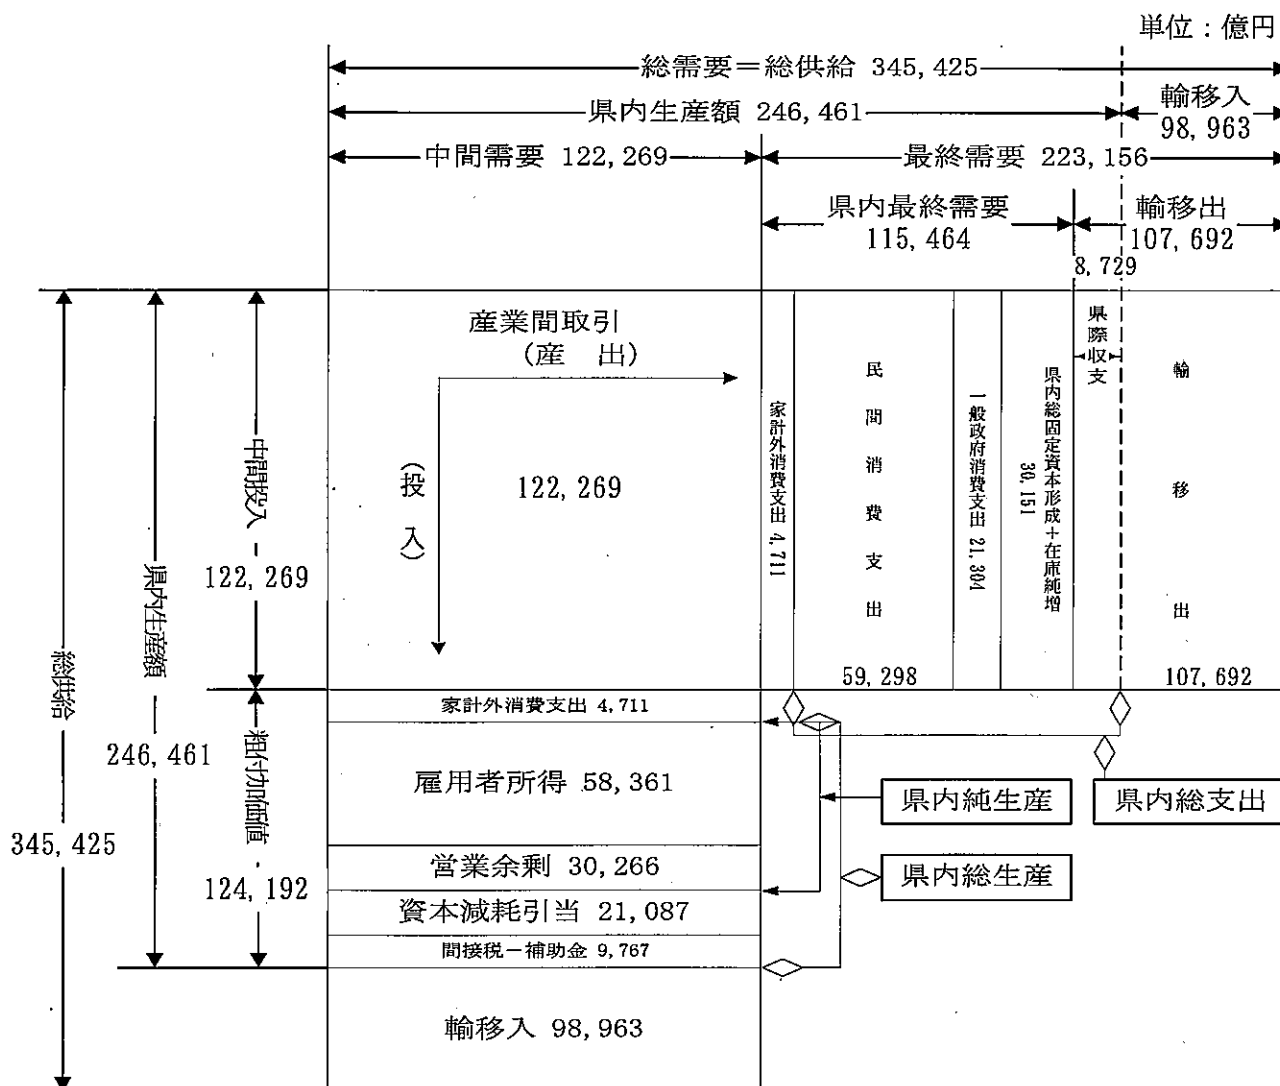 単位：億円
総需要＝総供給 345,425
県内生産額 246,461
輸移入
98,963
中間需要 122,269
最終需要 223,156
県内最終需要
115,464
輸移出
107,692
8,729
産業間取引
(産 出)
(投 入)
122,269
家計外消費支出 4,711
民間消費支出
59,298
一般政府消費支出 21,304
県内総固定資本形成＋在庫純増
30,151
県際収支
輸移出
107,692
中間投入
122,269
県内生産額
246,461
総供給
345,425
粗付加価値
124,192
家計外消費支出 4,711
雇用者所得 58,361
営業余剰 30,266
資本減耗引当 21,087
間接税－補助金 9,767
輸移入 98,963
県内純生産
県内総支出
県内総生産